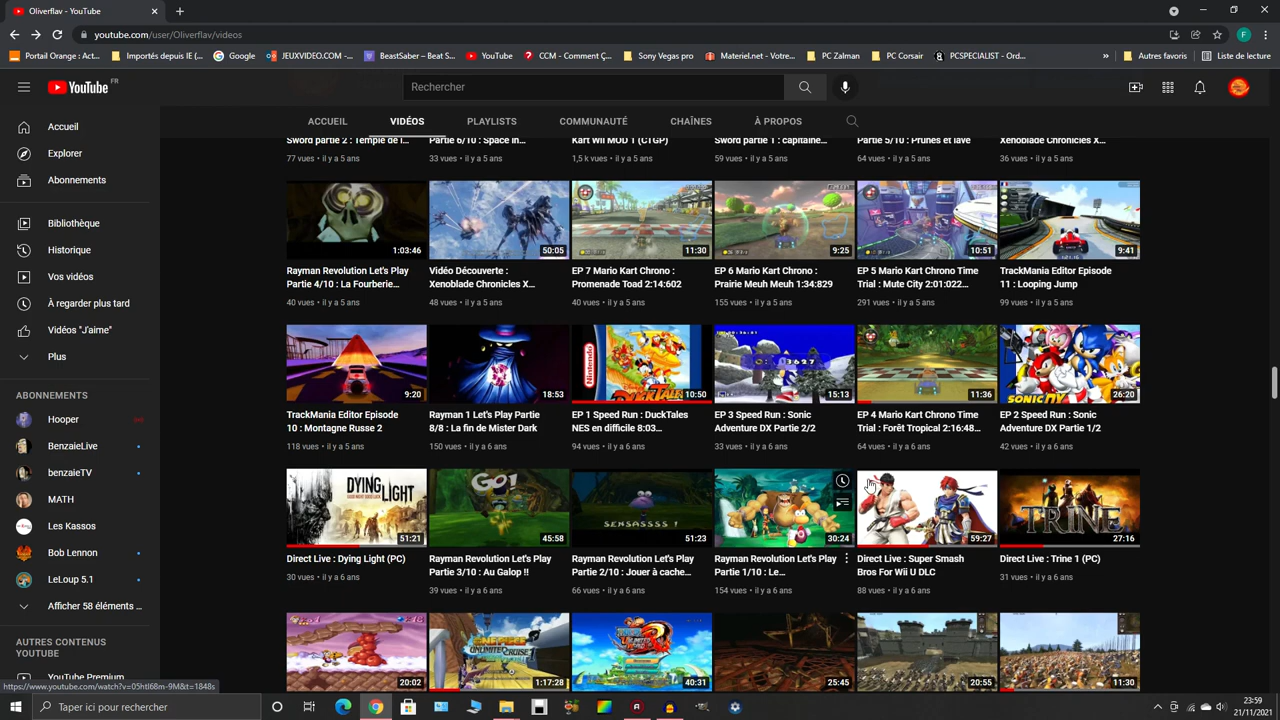 Oliverflav - YouTube
youtube.com/user/Oliverflav/videos
F
Portail Orange : Act...
Importés depuis IE (...
Google
JEUXVIDEO.COM -...
BeatSaber – Beat S...
YouTube
CCM - Comment Ç...
Sony Vegas pro
Materiel.net - Votre...
PC Zalman
PC Corsair
PCSPECIALIST - Ord...
»
Autres favoris
Liste de lecture
YouTube FR
Rechercher
ACCUEIL
VIDÉOS
PLAYLISTS
COMMUNAUTÉ
CHAÎNES
À PROPOS
Accueil
Explorer
Abonnements
Bibliothèque
Historique
Vos vidéos
À regarder plus tard
Vidéos "J'aime"
Plus
ABONNEMENTS
Hooper
BenzaieLive
benzaieTV
MATH
Les Kassos
Bob Lennon
LeLoup 5.1
Afficher 58 éléments ...
AUTRES CONTENUS
YOUTUBE
YouTube Premium
Sword partie 2 : Temple de l...
77 vues • il y a 5 ans
Partie 6/10 : Space in...
33 vues • il y a 5 ans
Kart Wii MOD 1 (CTGP)
1,5 k vues • il y a 5 ans
Sword partie 1 : capitaine...
59 vues • il y a 5 ans
Partie 5/10 : Prunes et lave
64 vues • il y a 5 ans
Xenoblade Chronicles X...
36 vues • il y a 5 ans
1:03:46
Rayman Revolution Let's Play
Partie 4/10 : La Fourberie...
40 vues • il y a 5 ans
50:05
Vidéo Découverte :
Xenoblade Chronicles X...
48 vues • il y a 5 ans
11:30
EP 7 Mario Kart Chrono :
Promenade Toad 2:14:602
40 vues • il y a 5 ans
9:25
EP 6 Mario Kart Chrono :
Prairie Meuh Meuh 1:34:829
155 vues • il y a 5 ans
10:51
EP 5 Mario Kart Chrono Time
Trial : Mute City 2:01:022...
291 vues • il y a 5 ans
9:41
TrackMania Editor Episode
11 : Looping Jump
99 vues • il y a 5 ans
9:20
TrackMania Editor Episode
10 : Montagne Russe 2
118 vues • il y a 5 ans
18:53
Rayman 1 Let's Play Partie
8/8 : La fin de Mister Dark
150 vues • il y a 6 ans
Nintendo
10:50
EP 1 Speed Run : DuckTales
NES en difficile 8:03...
94 vues • il y a 6 ans
15:13
EP 3 Speed Run : Sonic
Adventure DX Partie 2/2
33 vues • il y a 6 ans
11:36
EP 4 Mario Kart Chrono Time
Trial : Forêt Tropical 2:16:48...
64 vues • il y a 6 ans
26:20
EP 2 Speed Run : Sonic
Adventure DX Partie 1/2
42 vues • il y a 6 ans
DYING LIGHT
51:21
Direct Live : Dying Light (PC)
30 vues • il y a 6 ans
GO!
45:58
Rayman Revolution Let's Play
Partie 3/10 : Au Galop !!
39 vues • il y a 6 ans
SENSASSSS !
51:23
Rayman Revolution Let's Play
Partie 2/10 : Jouer à cache...
66 vues • il y a 6 ans
30:24
Rayman Revolution Let's Play
Partie 1/10 : Le...
154 vues • il y a 6 ans
59:27
Direct Live : Super Smash
Bros For Wii U DLC
88 vues • il y a 6 ans
TRINE
27:16
Direct Live : Trine 1 (PC)
31 vues • il y a 6 ans
20:02
ONE PIECE
UNLIMITED CRUISE 1
1:17:28
40:31
25:45
20:55
11:30
https://www.youtube.com/watch?v=05htI68m-9M&t=1848s
Taper ici pour rechercher
23:59
21/11/2021